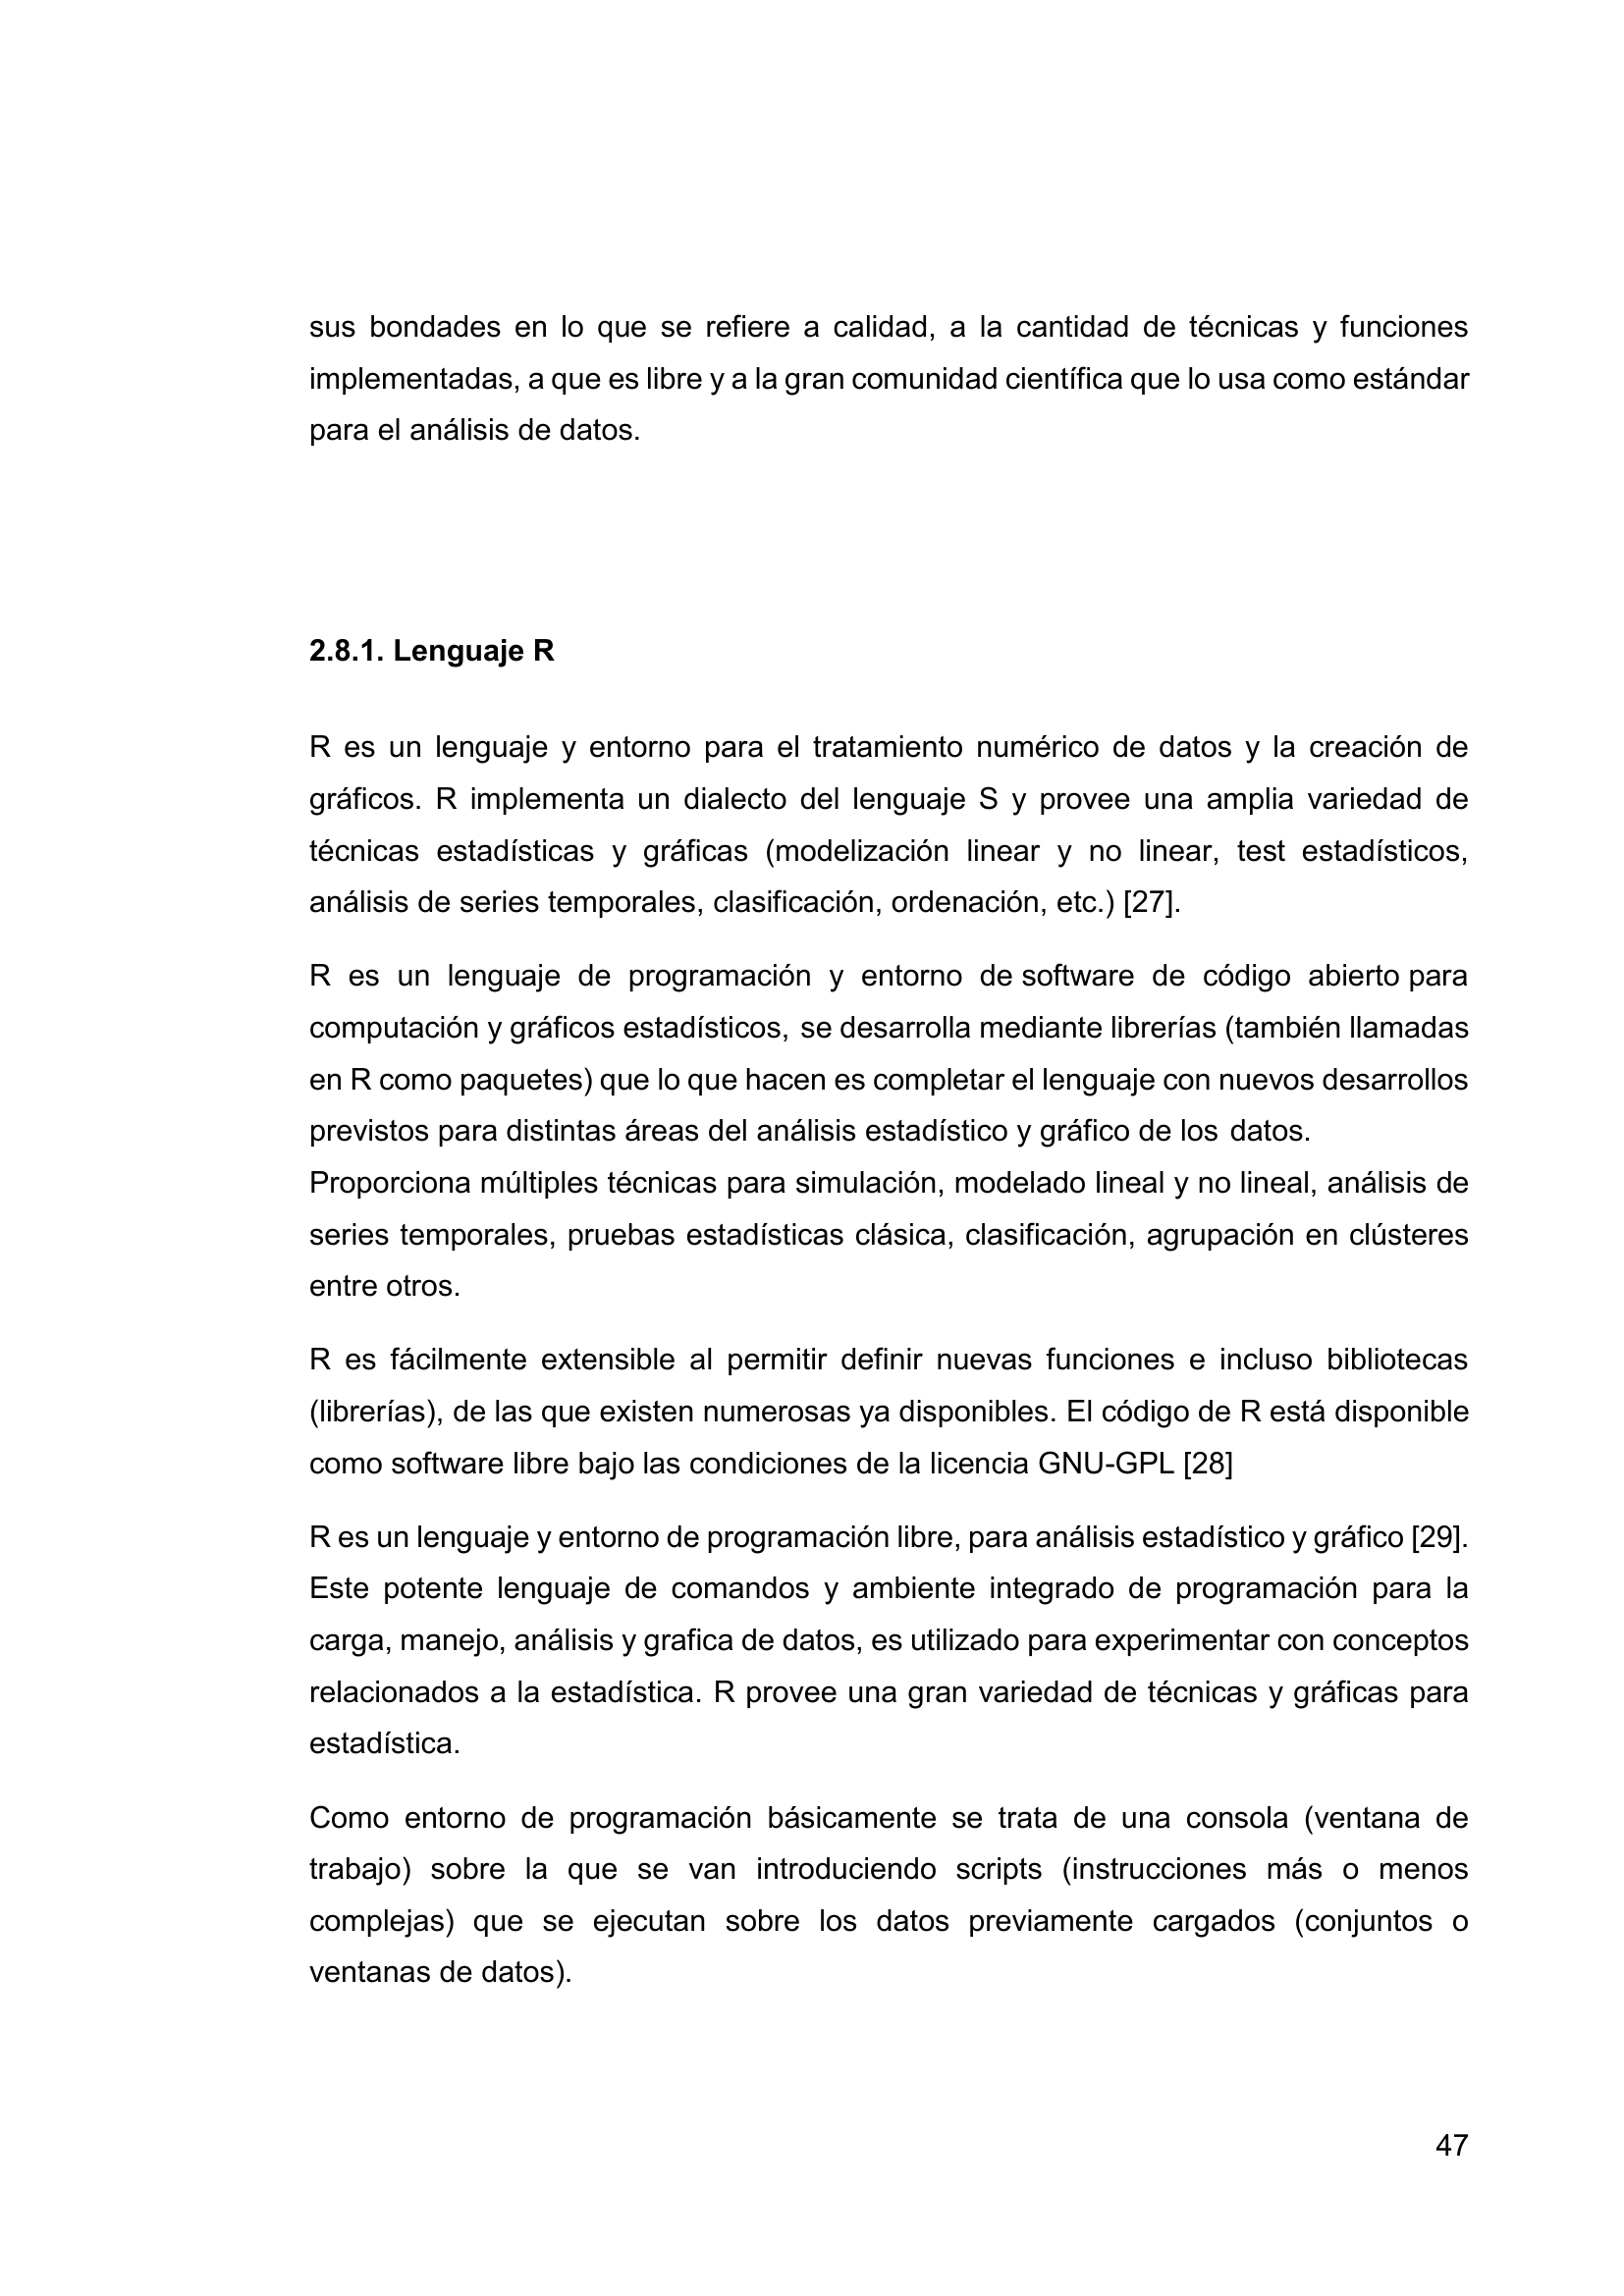 sus bondades en lo que se refiere a calidad, a la cantidad de técnicas y funciones
implementadas, a que es libre y a la gran comunidad científica que lo usa como estándar
para el análisis de datos.
2.8.1. Lenguaje R
R es un lenguaje y entorno para el tratamiento numérico de datos y la creación de
gráficos. R implementa un dialecto del lenguaje S y provee una amplia variedad de
técnicas estadísticas y gráficas (modelización linear y no linear, test estadísticos,
análisis de series temporales, clasificación, ordenación, etc.) [27].
R es un lenguaje de programación y entorno de software de código abierto para
computación y gráficos estadísticos, se desarrolla mediante librerías (también llamadas
en R como paquetes) que lo que hacen es completar el lenguaje con nuevos desarrollos
previstos para distintas áreas del análisis estadístico y gráfico de los datos.
Proporciona múltiples técnicas para simulación, modelado lineal y no lineal, análisis de
series temporales, pruebas estadísticas clásica, clasificación, agrupación en clústeres
entre otros.
R es fácilmente extensible al permitir definir nuevas funciones e incluso bibliotecas
(librerías), de las que existen numerosas ya disponibles. El código de R está disponible
como software libre bajo las condiciones de la licencia GNU-GPL [28]
R es un lenguaje y entorno de programación libre, para análisis estadístico y gráfico [29].
Este potente lenguaje de comandos y ambiente integrado de programación para la
carga, manejo, análisis y grafica de datos, es utilizado para experimentar con conceptos
relacionados a la estadística. R provee una gran variedad de técnicas y gráficas para
estadística.
Como entorno de programación básicamente se trata de una consola (ventana de
trabajo) sobre la que se van introduciendo scripts (instrucciones más o menos
complejas) que se ejecutan sobre los datos previamente cargados (conjuntos o
ventanas de datos).
47